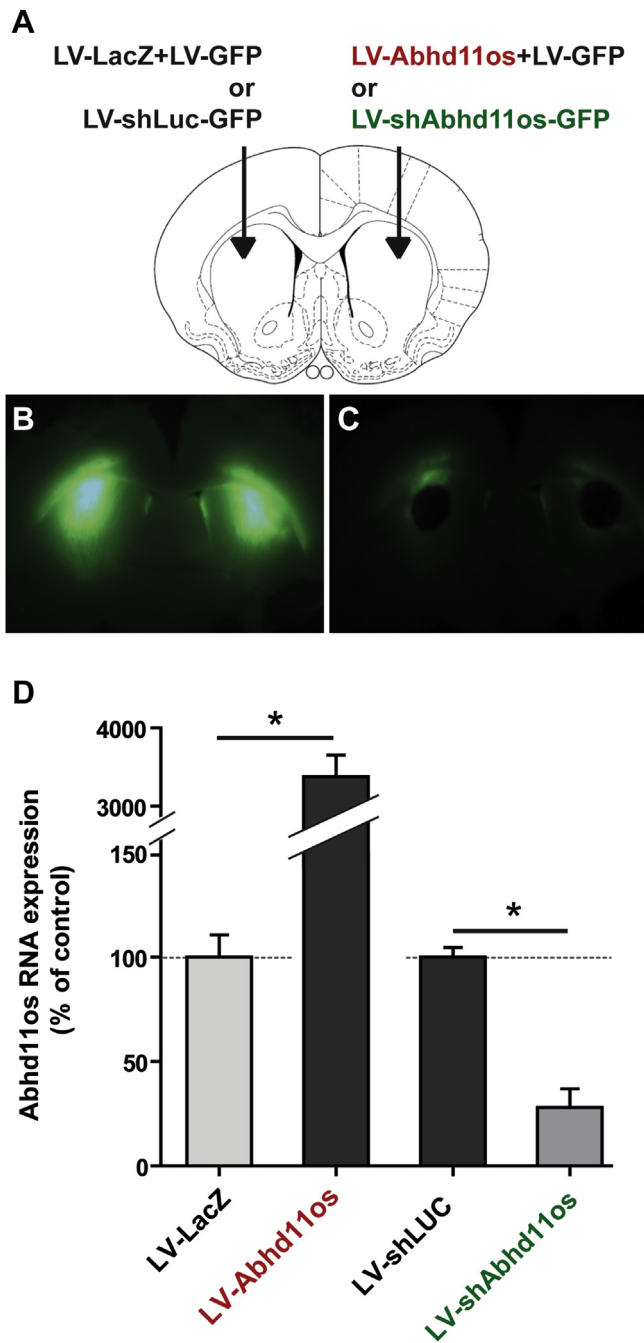 A
LV-LacZ+LV-GFP
or
LV-shLuc-GFP
LV-Abhd11os+LV-GFP
or
LV-shAbhd11os-GFP
B
C
D
Abhd11os RNA expression
(% of control)
4000
3000
150
100
50
0
*
*
LV-LacZ
LV-Abhd11os
LV-shLUC
LV-shAbhd11os